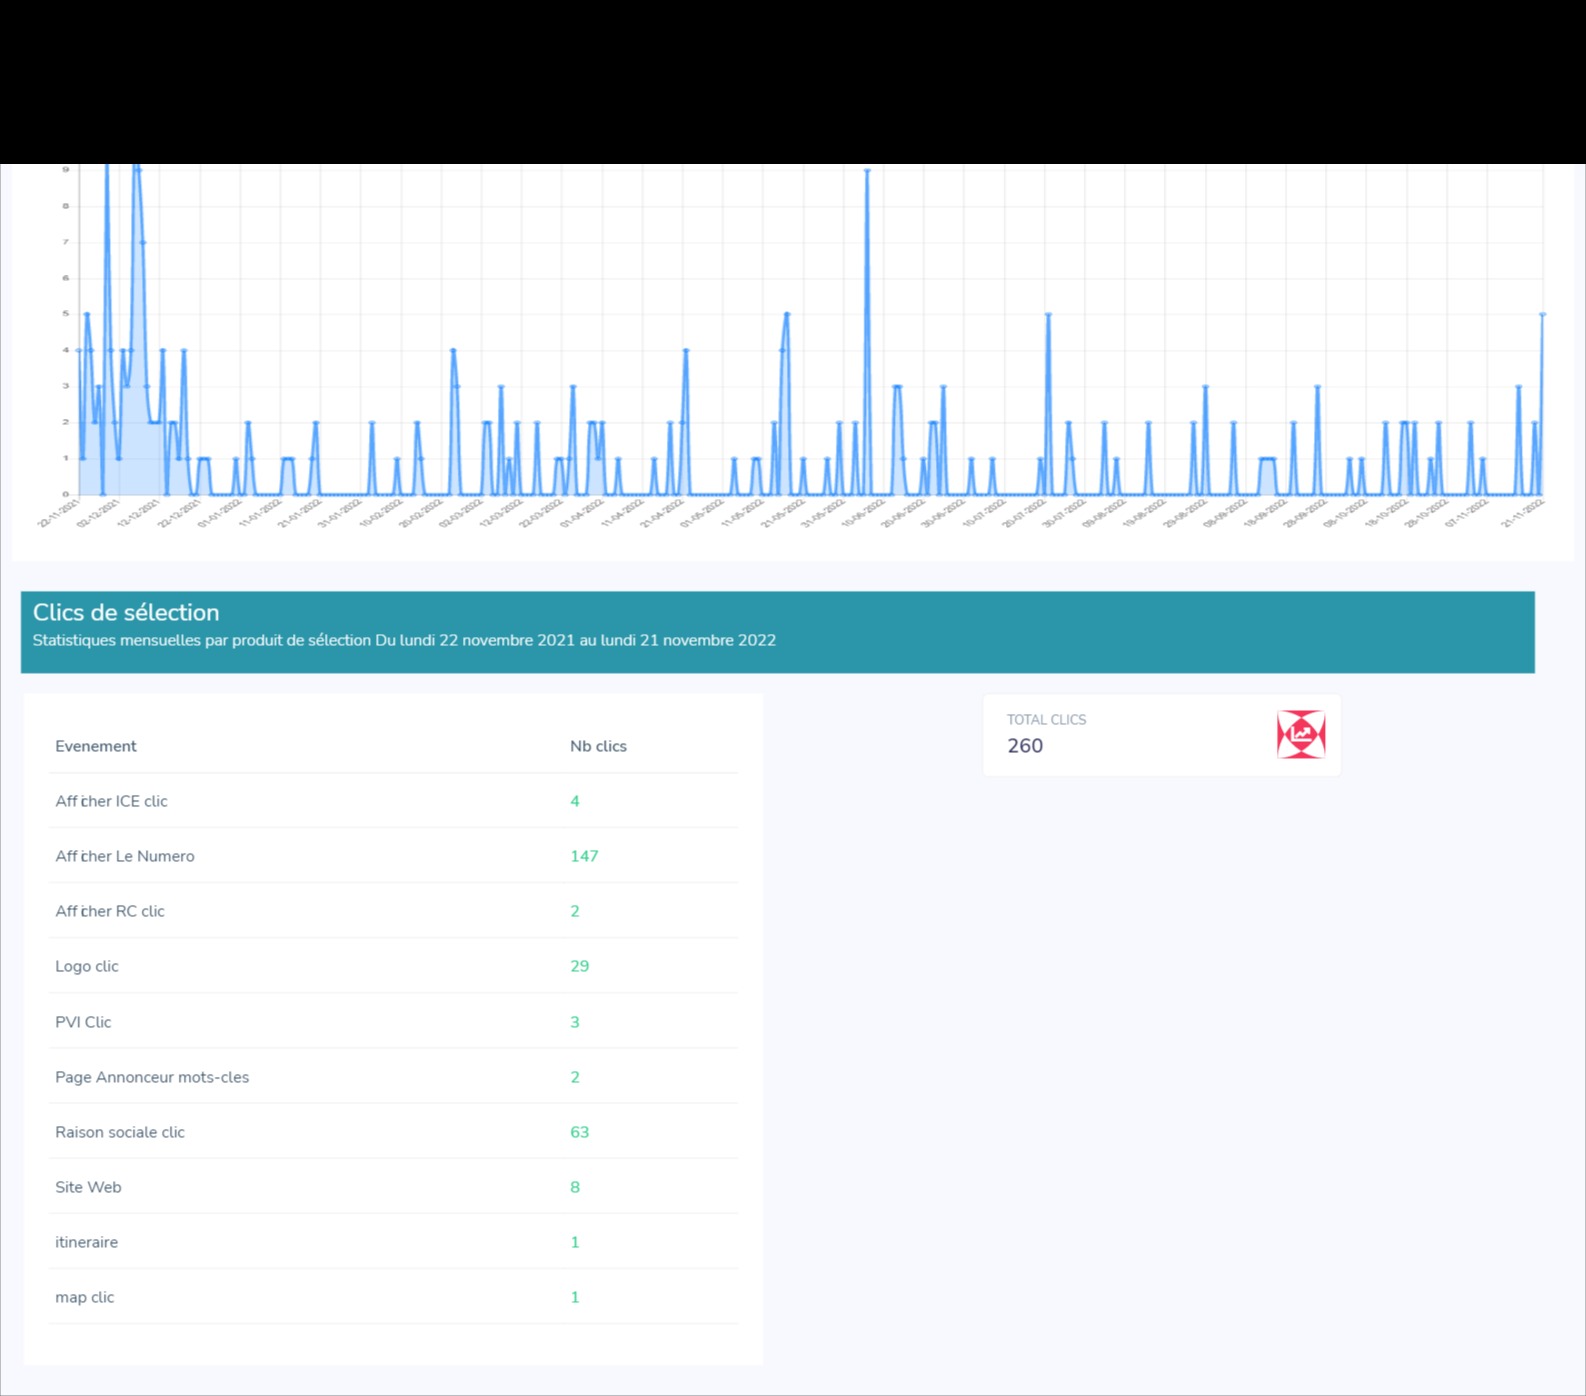 9
8
7
6
5
4
3
2
1
0
22-11-2021 02-12-2021 12-12-2021 22-12-2021 01-01-2022 11-01-2022 21-01-2022 31-01-2022 10-02-2022 20-02-2022 02-03-2022 12-03-2022 22-03-2022 01-04-2022 11-04-2022 21-04-2022 01-05-2022 11-05-2022 21-05-2022 31-05-2022 10-06-2022 20-06-2022 30-06-2022 10-07-2022 20-07-2022 30-07-2022 09-08-2022 19-08-2022 29-08-2022 08-09-2022 18-09-2022 28-09-2022 08-10-2022 18-10-2022 28-10-2022 07-11-2022 21-11-2022
Clics de sélection
Statistiques mensuelles par produit de sélection Du lundi 22 novembre 2021 au lundi 21 novembre 2022
TOTAL CLICS
260
Evenement Nb clics
Afficher ICE clic 4
Afficher Le Numero 147
Afficher RC clic 2
Logo clic 29
PVI Clic 3
Page Annonceur mots-cles 2
Raison sociale clic 63
Site Web 8
itineraire 1
map clic 1